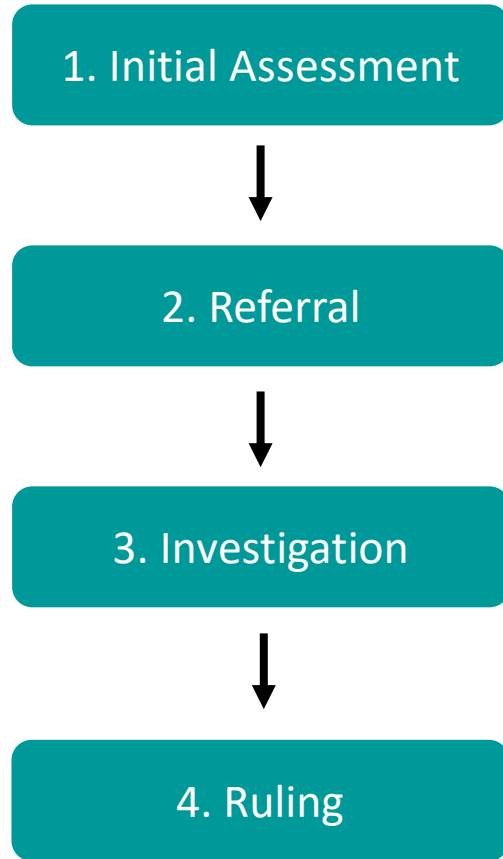 1. Initial Assessment
2. Referral
3. Investigation
4. Ruling